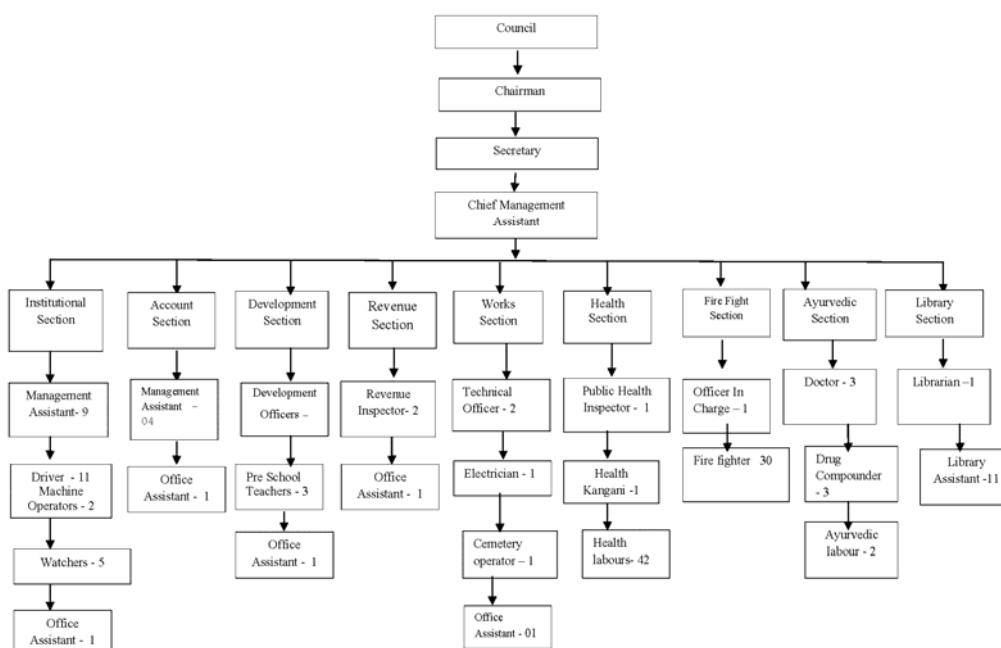 Council
Chairman
Secretary
Chief Management
Assistant
Institutional
Section
Account
Section
Development
Section
Revenue
Section
Works
Section
Health
Section
Fire Fight
Section
Ayurvedic
Section
Library
Section
Management
Assistant- 9
Management
Assistant –
04
Development
Officers –
Revenue
Inspector- 2
Technical
Officer - 2
Public Health
Inspector - 1
Officer In
Charge – 1
Doctor - 3
Librarian –1
Driver - 11
Machine
Operators - 2
Office
Assistant - 1
Pre School
Teachers - 3
Office
Assistant - 1
Electrician - 1
Health
Kangani -1
Fire fighter 30
Drug
Compounder
- 3
Library
Assistant -11
Watchers - 5
Office
Assistant - 1
Cemetery
operator – 1
Health
labours- 42
Ayurvedic
labour - 2
Office
Assistant - 1
Office
Assistant - 01